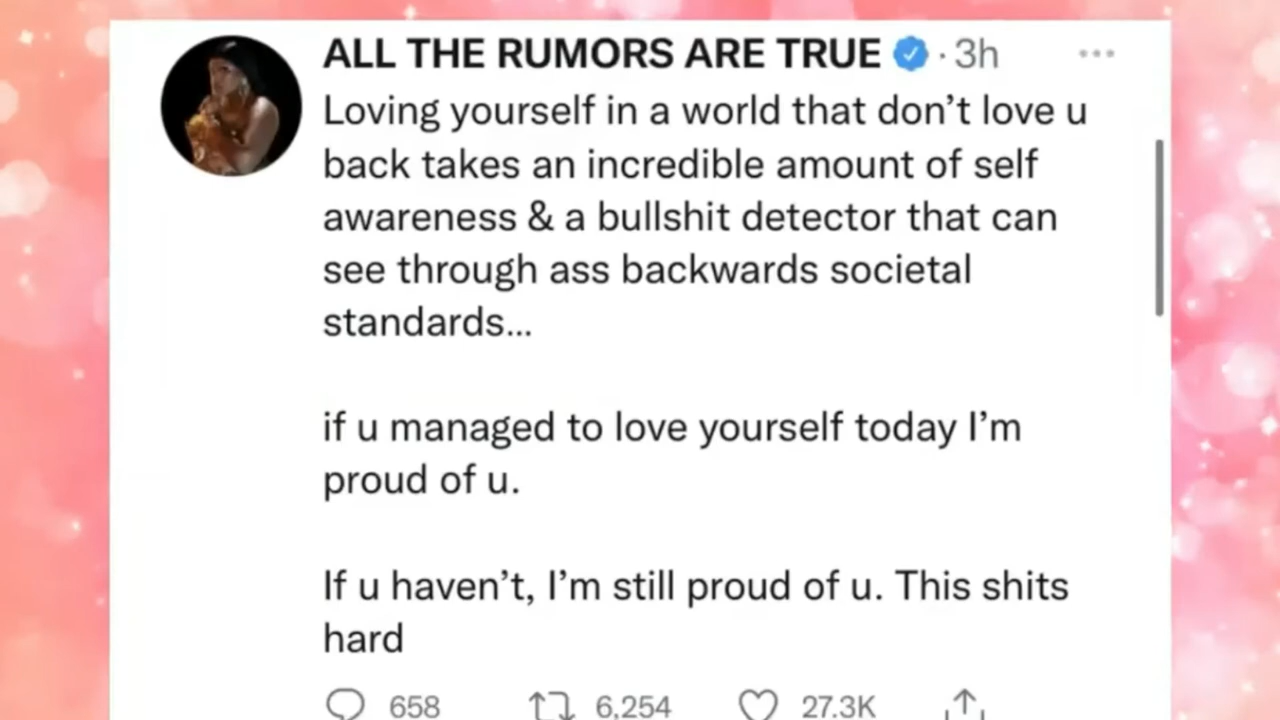 ALL THE RUMORS ARE TRUE · 3h
Loving yourself in a world that don’t love u
back takes an incredible amount of self
awareness & a bullshit detector that can
see through ass backwards societal
standards...
if u managed to love yourself today I’m
proud of u.
If u haven’t, I’m still proud of u. This shits
hard
658 6,254 27.3K